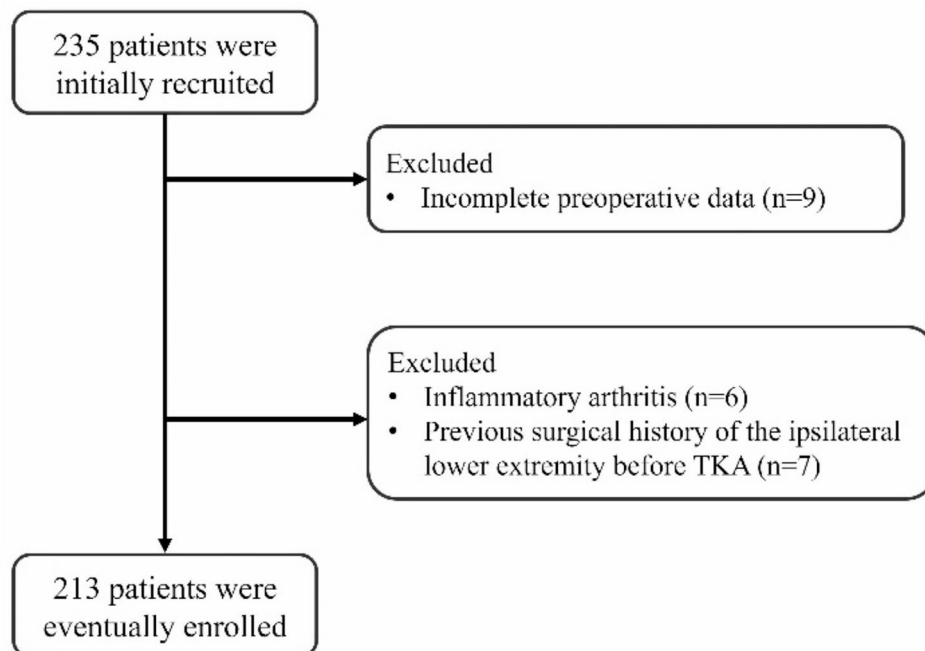 235 patients were
initially recruited
Excluded
• Incomplete preoperative data (n=9)
Excluded
• Inflammatory arthritis (n=6)
• Previous surgical history of the ipsilateral
lower extremity before TKA (n=7)
213 patients were
eventually enrolled